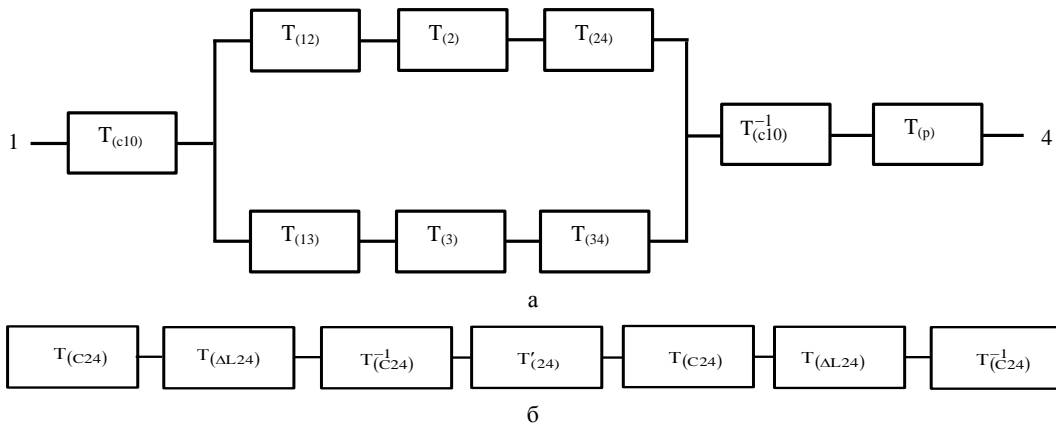 T(12) T(2) T(24)
1 T(c10) T(c10)^−1 T(p) 4
T(13) T(3) T(34)
а
T(C24) T(ΔL24) T(C24)^−1 T′(24) T(C24) T(ΔL24) T(C24)^−1
б